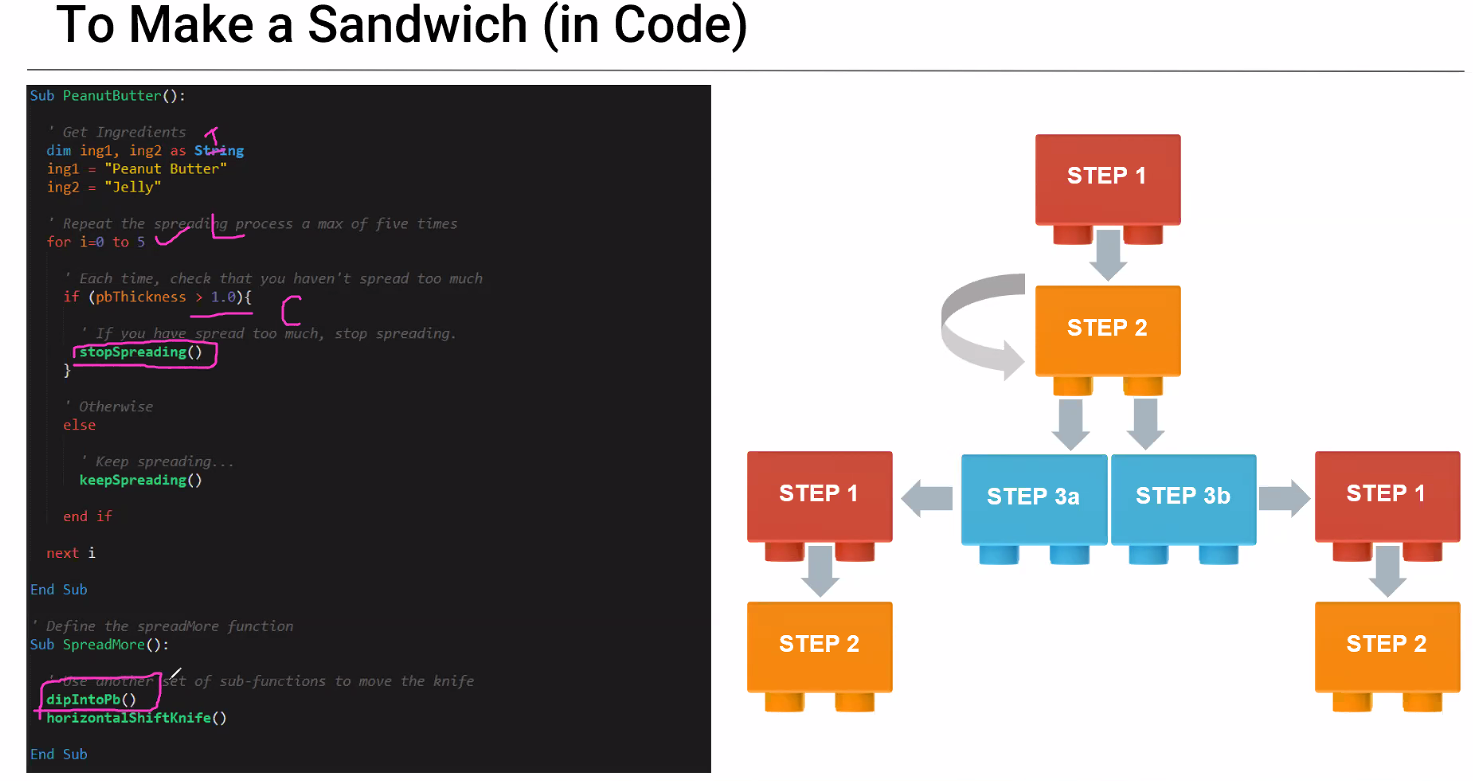 To Make a Sandwich (in Code)
Sub PeanutButter():
' Get Ingredients
dim ing1, ing2 as String
ing1 = "Peanut Butter"
ing2 = "Jelly"
' Repeat the spreading process a max of five times
for i=0 to 5
' Each time, check that you haven't spread too much
if (pbThickness > 1.0){
' If you have spread too much, stop spreading.
stopSpreading()
}
' Otherwise
else
' Keep spreading...
keepSpreading()
end if
next i
End Sub
' Define the spreadMore function
Sub SpreadMore():
' Use another set of sub-functions to move the knife
dipIntoPb()
horizontalShiftKnife()
End Sub
STEP 1
STEP 2
STEP 1
STEP 3a
STEP 3b
STEP 1
STEP 2
STEP 2
L
C